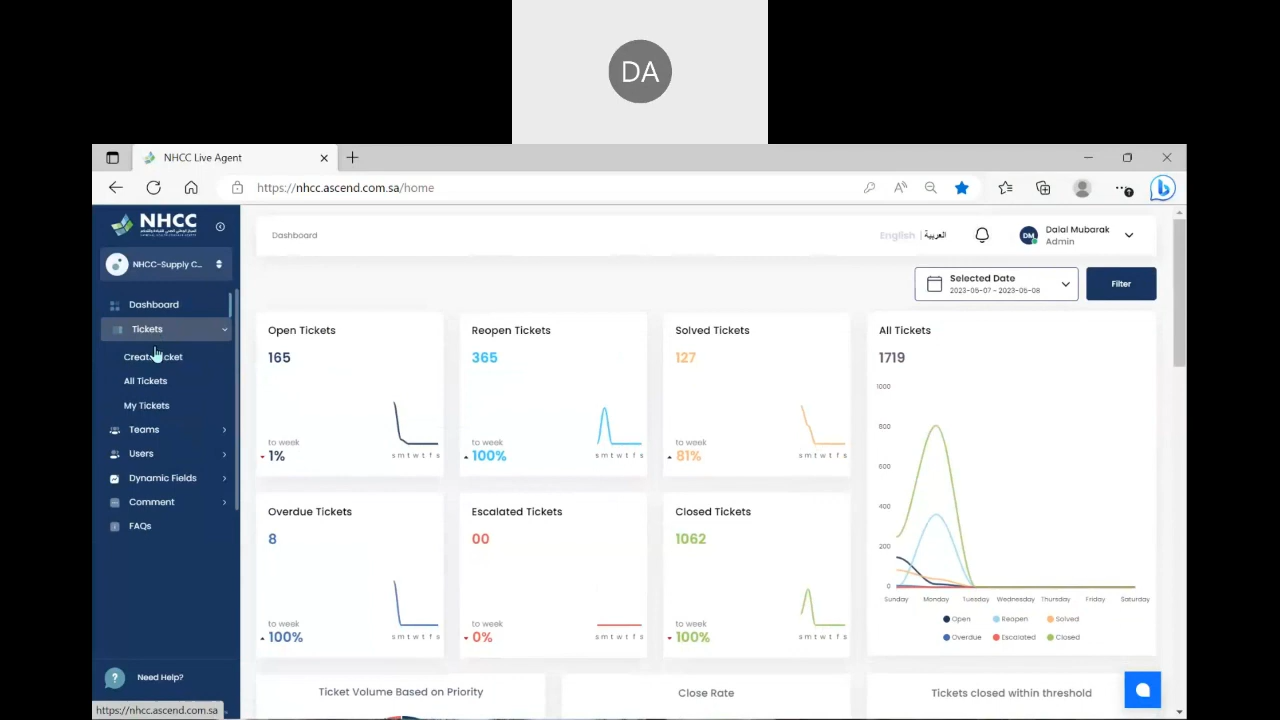 DA
NHCC Live Agent
https://nhcc.ascend.com.sa/home
NHCC
Dashboard
English | العربية
DM
Dalal Mubarak
Admin
NHCC-Supply C...
Selected Date
2023-05-07 - 2023-05-08
Filter
Dashboard
Tickets
Create Ticket
All Tickets
My Tickets
Teams
Users
Dynamic Fields
Comment
FAQs
Need Help?
https://nhcc.ascend.com.sa
Open Tickets
165
to week
1%
s m t w t f s
Reopen Tickets
365
to week
100%
s m t w t f s
Solved Tickets
127
to week
81%
s m t w t f s
All Tickets
1719
1000
800
600
400
200
0
Sunday Monday Tuesday Wednesday Thursday Friday Saturday
Open Reopen Solved
Overdue Escalated Closed
Overdue Tickets
8
to week
100%
s m t w t f s
Escalated Tickets
00
to week
0%
s m t w t f s
Closed Tickets
1062
to week
100%
s m t w t f s
Ticket Volume Based on Priority
Close Rate
Tickets closed within threshold